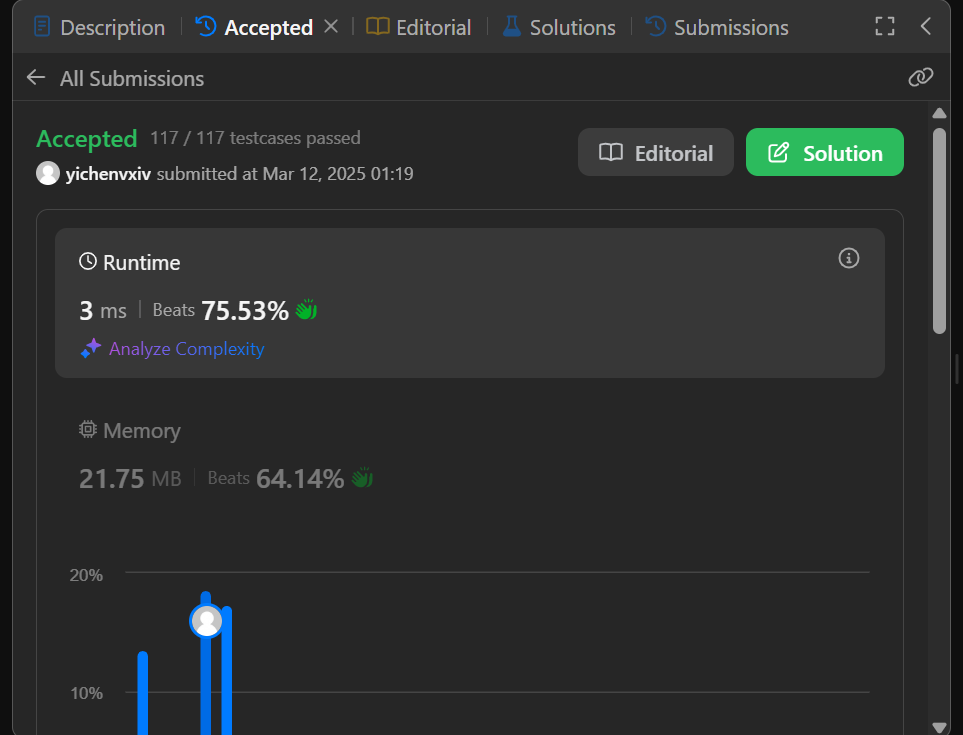 Description Accepted Editorial Solutions Submissions
All Submissions
Accepted 117 / 117 testcases passed
yichenvxiv submitted at Mar 12, 2025 01:19
Editorial Solution
Runtime
3 ms Beats 75.53%
Analyze Complexity
Memory
21.75 MB Beats 64.14%
20%
10%